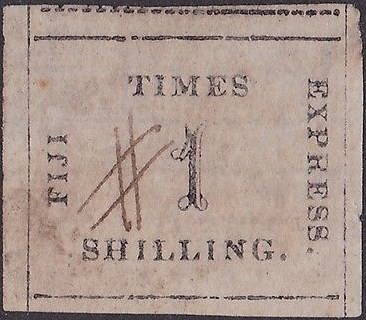 FIJI
TIMES
EXPRESS.
1
SHILLING.